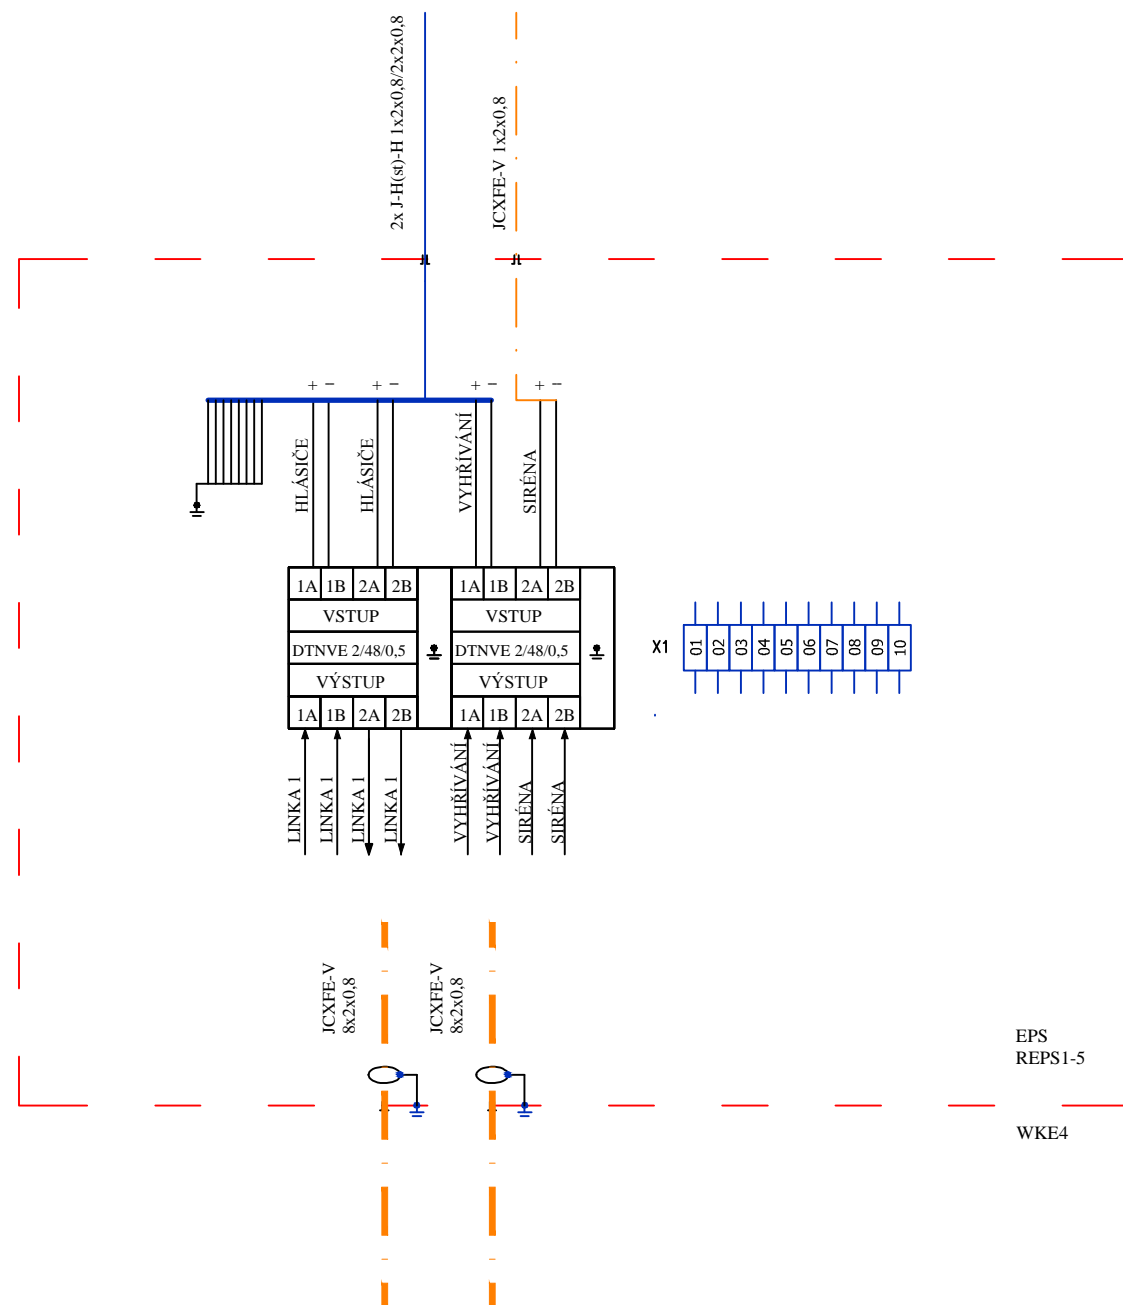 2x J-H(st)-H 1x2x0,8/2x2x0,8
JCXFE-V 1x2x0,8
+ − + − + − + −
HLÁSIČE
HLÁSIČE
VYHŘÍVÁNÍ
SIRÉNA
1A 1B 2A 2B 1A 1B 2A 2B
VSTUP VSTUP
DTNVE 2/48/0,5 DTNVE 2/48/0,5
VÝSTUP VÝSTUP
1A 1B 2A 2B 1A 1B 2A 2B
X1 01 02 03 04 05 06 07 08 09 10
LINKA 1
LINKA 1
LINKA 1
LINKA 1
VYHŘÍVÁNÍ
VYHŘÍVÁNÍ
SIRÉNA
SIRÉNA
JCXFE-V
8x2x0,8
JCXFE-V
8x2x0,8
EPS
REPS1-5
WKE4